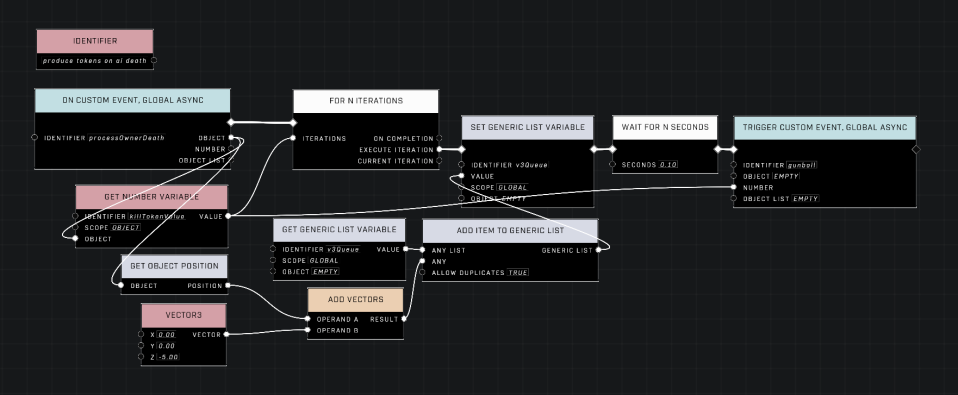 IDENTIFIER
produce tokens on ai death
ON CUSTOM EVENT, GLOBAL ASYNC
IDENTIFIER processOwnerDeath
OBJECT
NUMBER
OBJECT LIST
FOR N ITERATIONS
ITERATIONS
ON COMPLETION
EXECUTE ITERATION
CURRENT ITERATION
SET GENERIC LIST VARIABLE
IDENTIFIER v3Queue
VALUE
SCOPE GLOBAL
OBJECT EMPTY
WAIT FOR N SECONDS
SECONDS 0.10
TRIGGER CUSTOM EVENT, GLOBAL ASYNC
IDENTIFIER gunball
OBJECT EMPTY
NUMBER
OBJECT LIST EMPTY
GET NUMBER VARIABLE
IDENTIFIER killTokenValue VALUE
SCOPE OBJECT
OBJECT
GET GENERIC LIST VARIABLE
IDENTIFIER v3Queue VALUE
SCOPE GLOBAL
OBJECT EMPTY
ADD ITEM TO GENERIC LIST
ANY LIST GENERIC LIST
ANY
ALLOW DUPLICATES TRUE
GET OBJECT POSITION
OBJECT POSITION
ADD VECTORS
OPERAND A RESULT
OPERAND B
VECTOR3
X 0.00 VECTOR
Y 0.00
Z -5.00